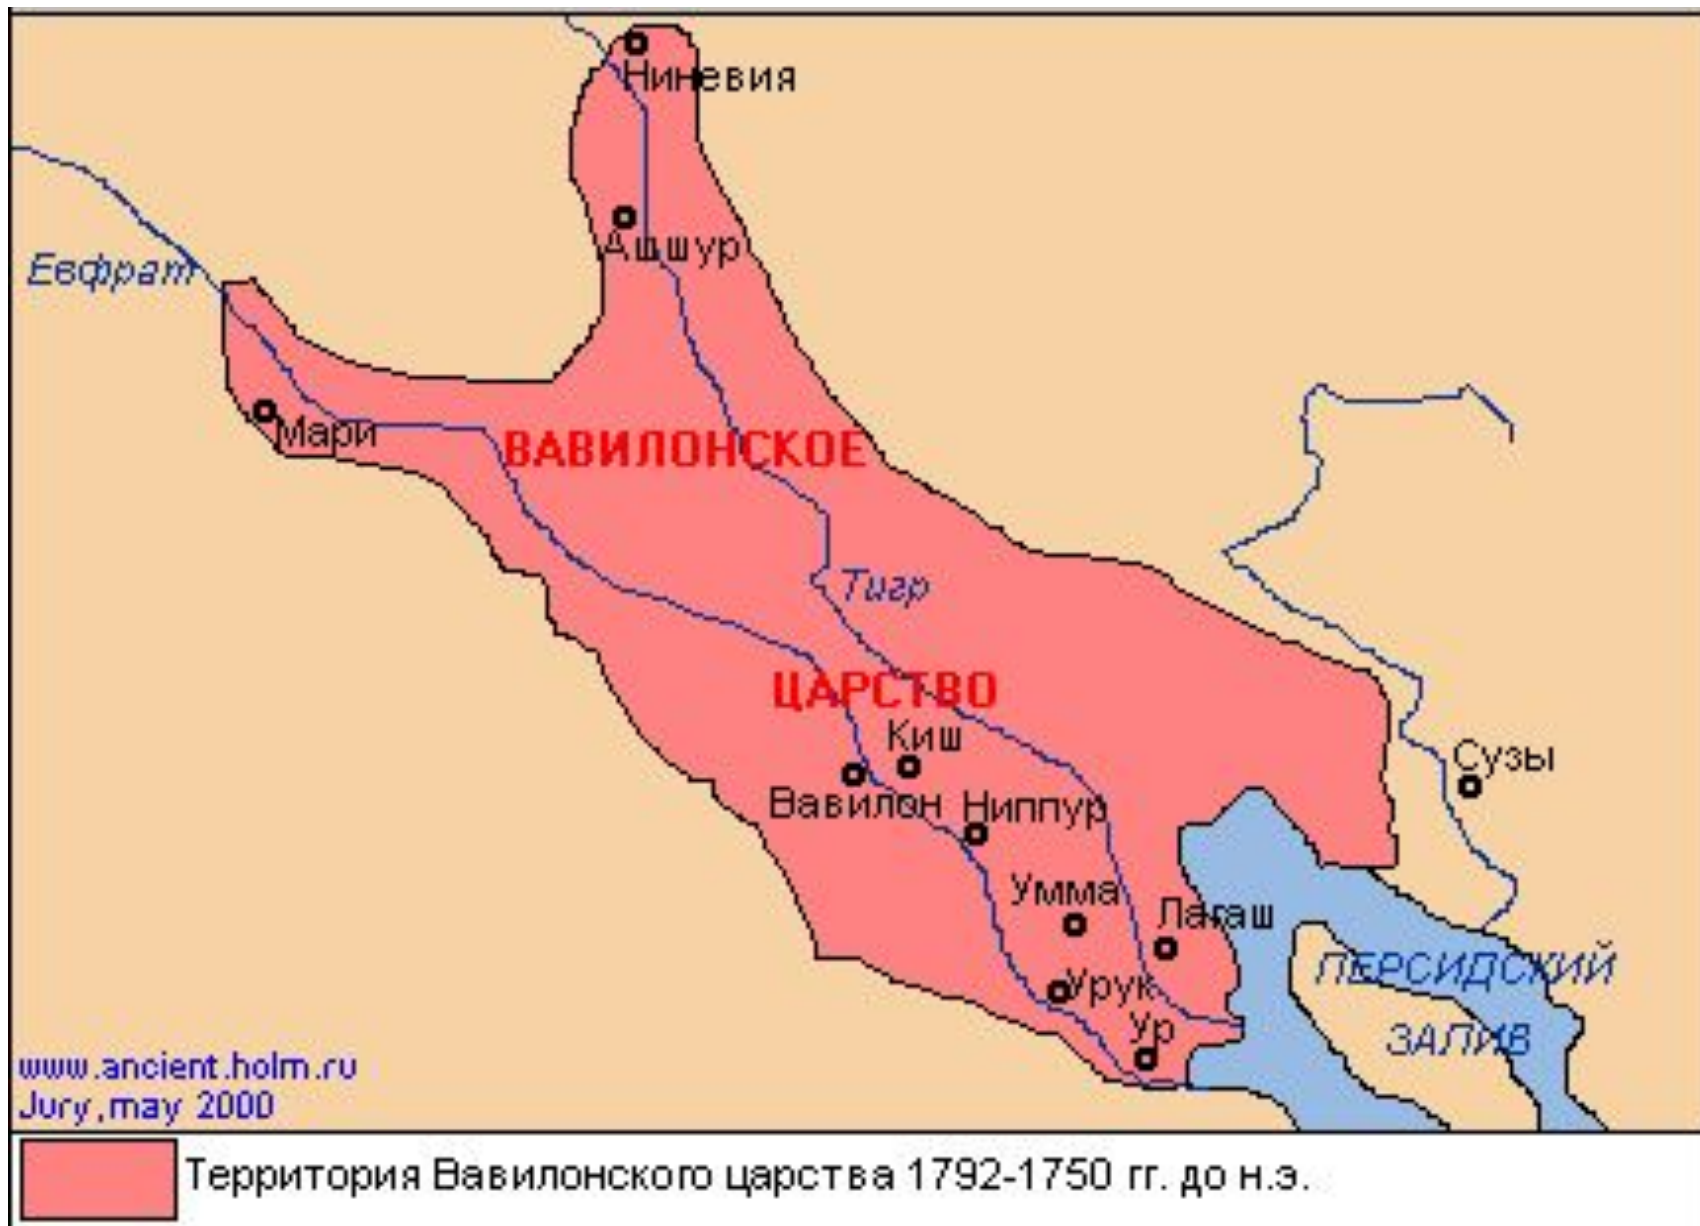 Ниневия
Ашшур
Евфрат
Мари
ВАВИЛОНСКОЕ
Тигр
ЦАРСТВО
Киш
Сузы
Вавилон
Ниппур
Умма
Лагаш
ПЕРСИДСКИЙ
Урук
Ур
ЗАЛИВ
www.ancient.holm.ru
Jury,may 2000
Территория Вавилонского царства 1792-1750 гг. до н.э.